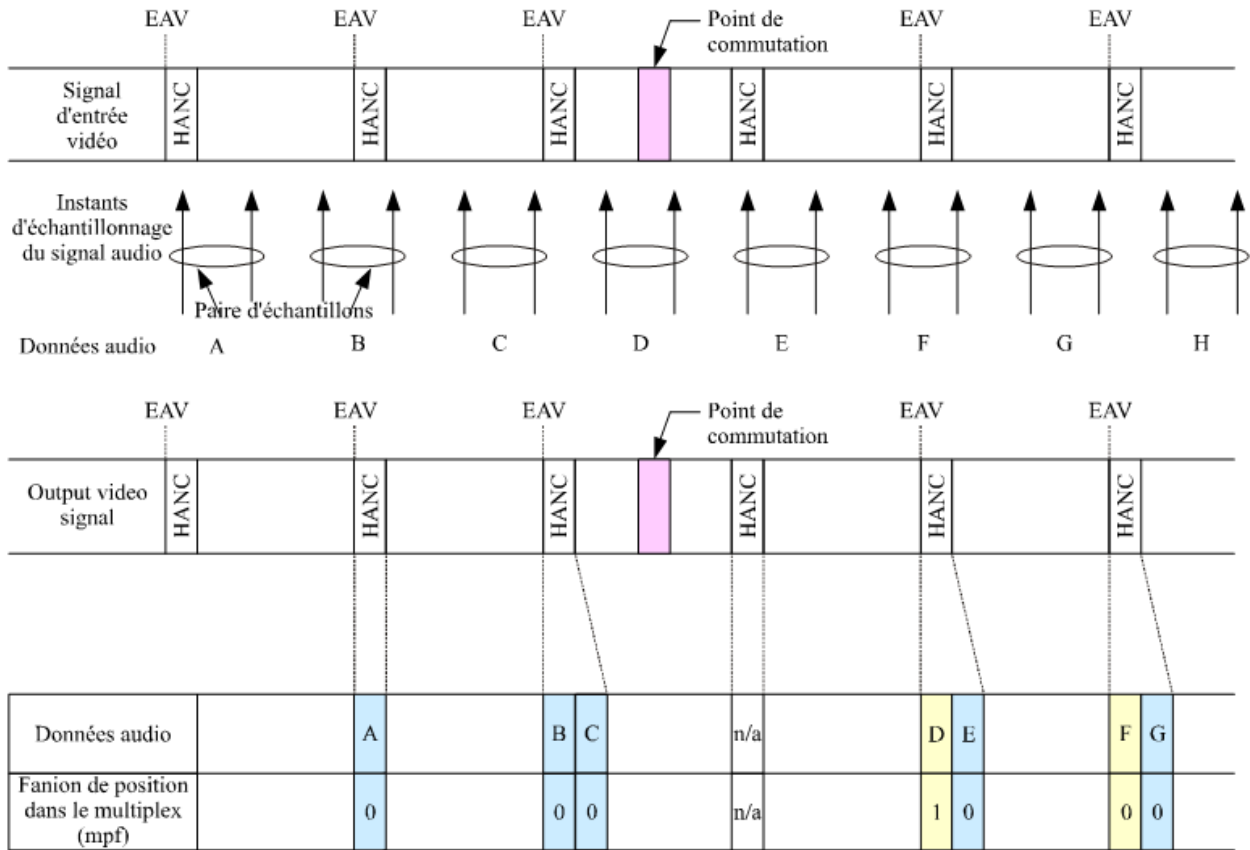 EAV EAV EAV Point de EAV EAV
commutation
Signal
d'entrée
vidéo
HANC HANC HANC HANC HANC HANC
Instants
d'échantillonnage
du signal audio
Paire d'échantillons
Données audio A B C D E F G H
EAV EAV EAV Point de EAV EAV
commutation
Output video
signal
HANC HANC HANC HANC HANC HANC
Données audio A B C n/a D E F G
Fanion de position
dans le multiplex
(mpf)
0 0 0 n/a 1 0 0 0